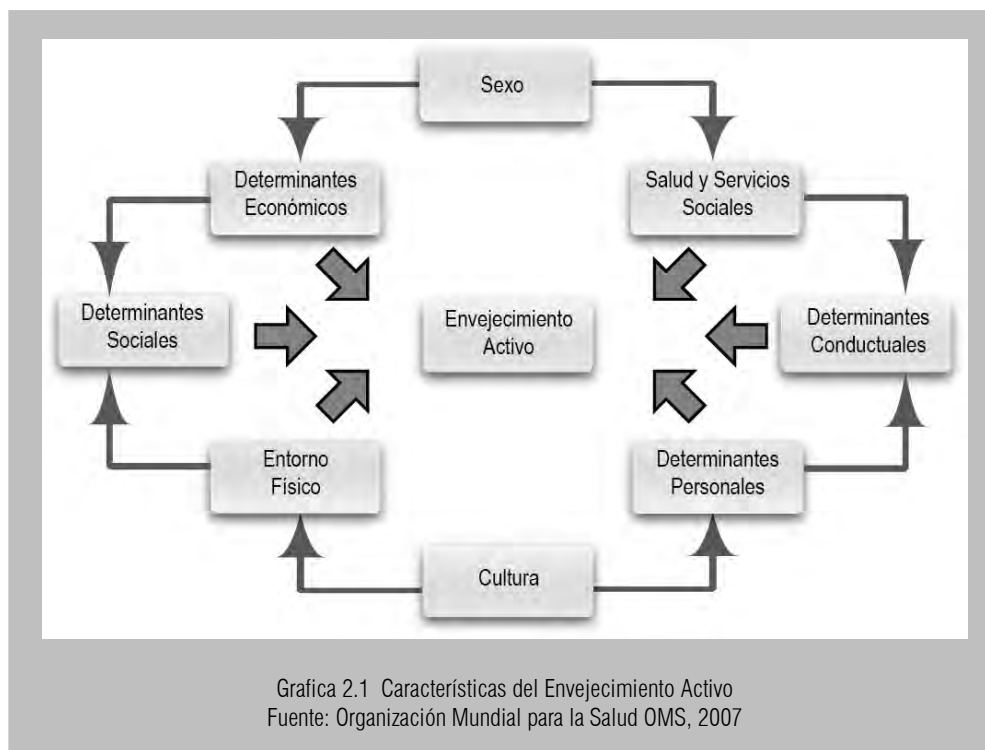 Sexo
Determinantes
Económicos
Salud y Servicios
Sociales
Determinantes
Sociales
Envejecimiento
Activo
Determinantes
Conductuales
Entorno
Físico
Determinantes
Personales
Cultura
Grafica 2.1 Características del Envejecimiento Activo
Fuente: Organización Mundial para la Salud OMS, 2007